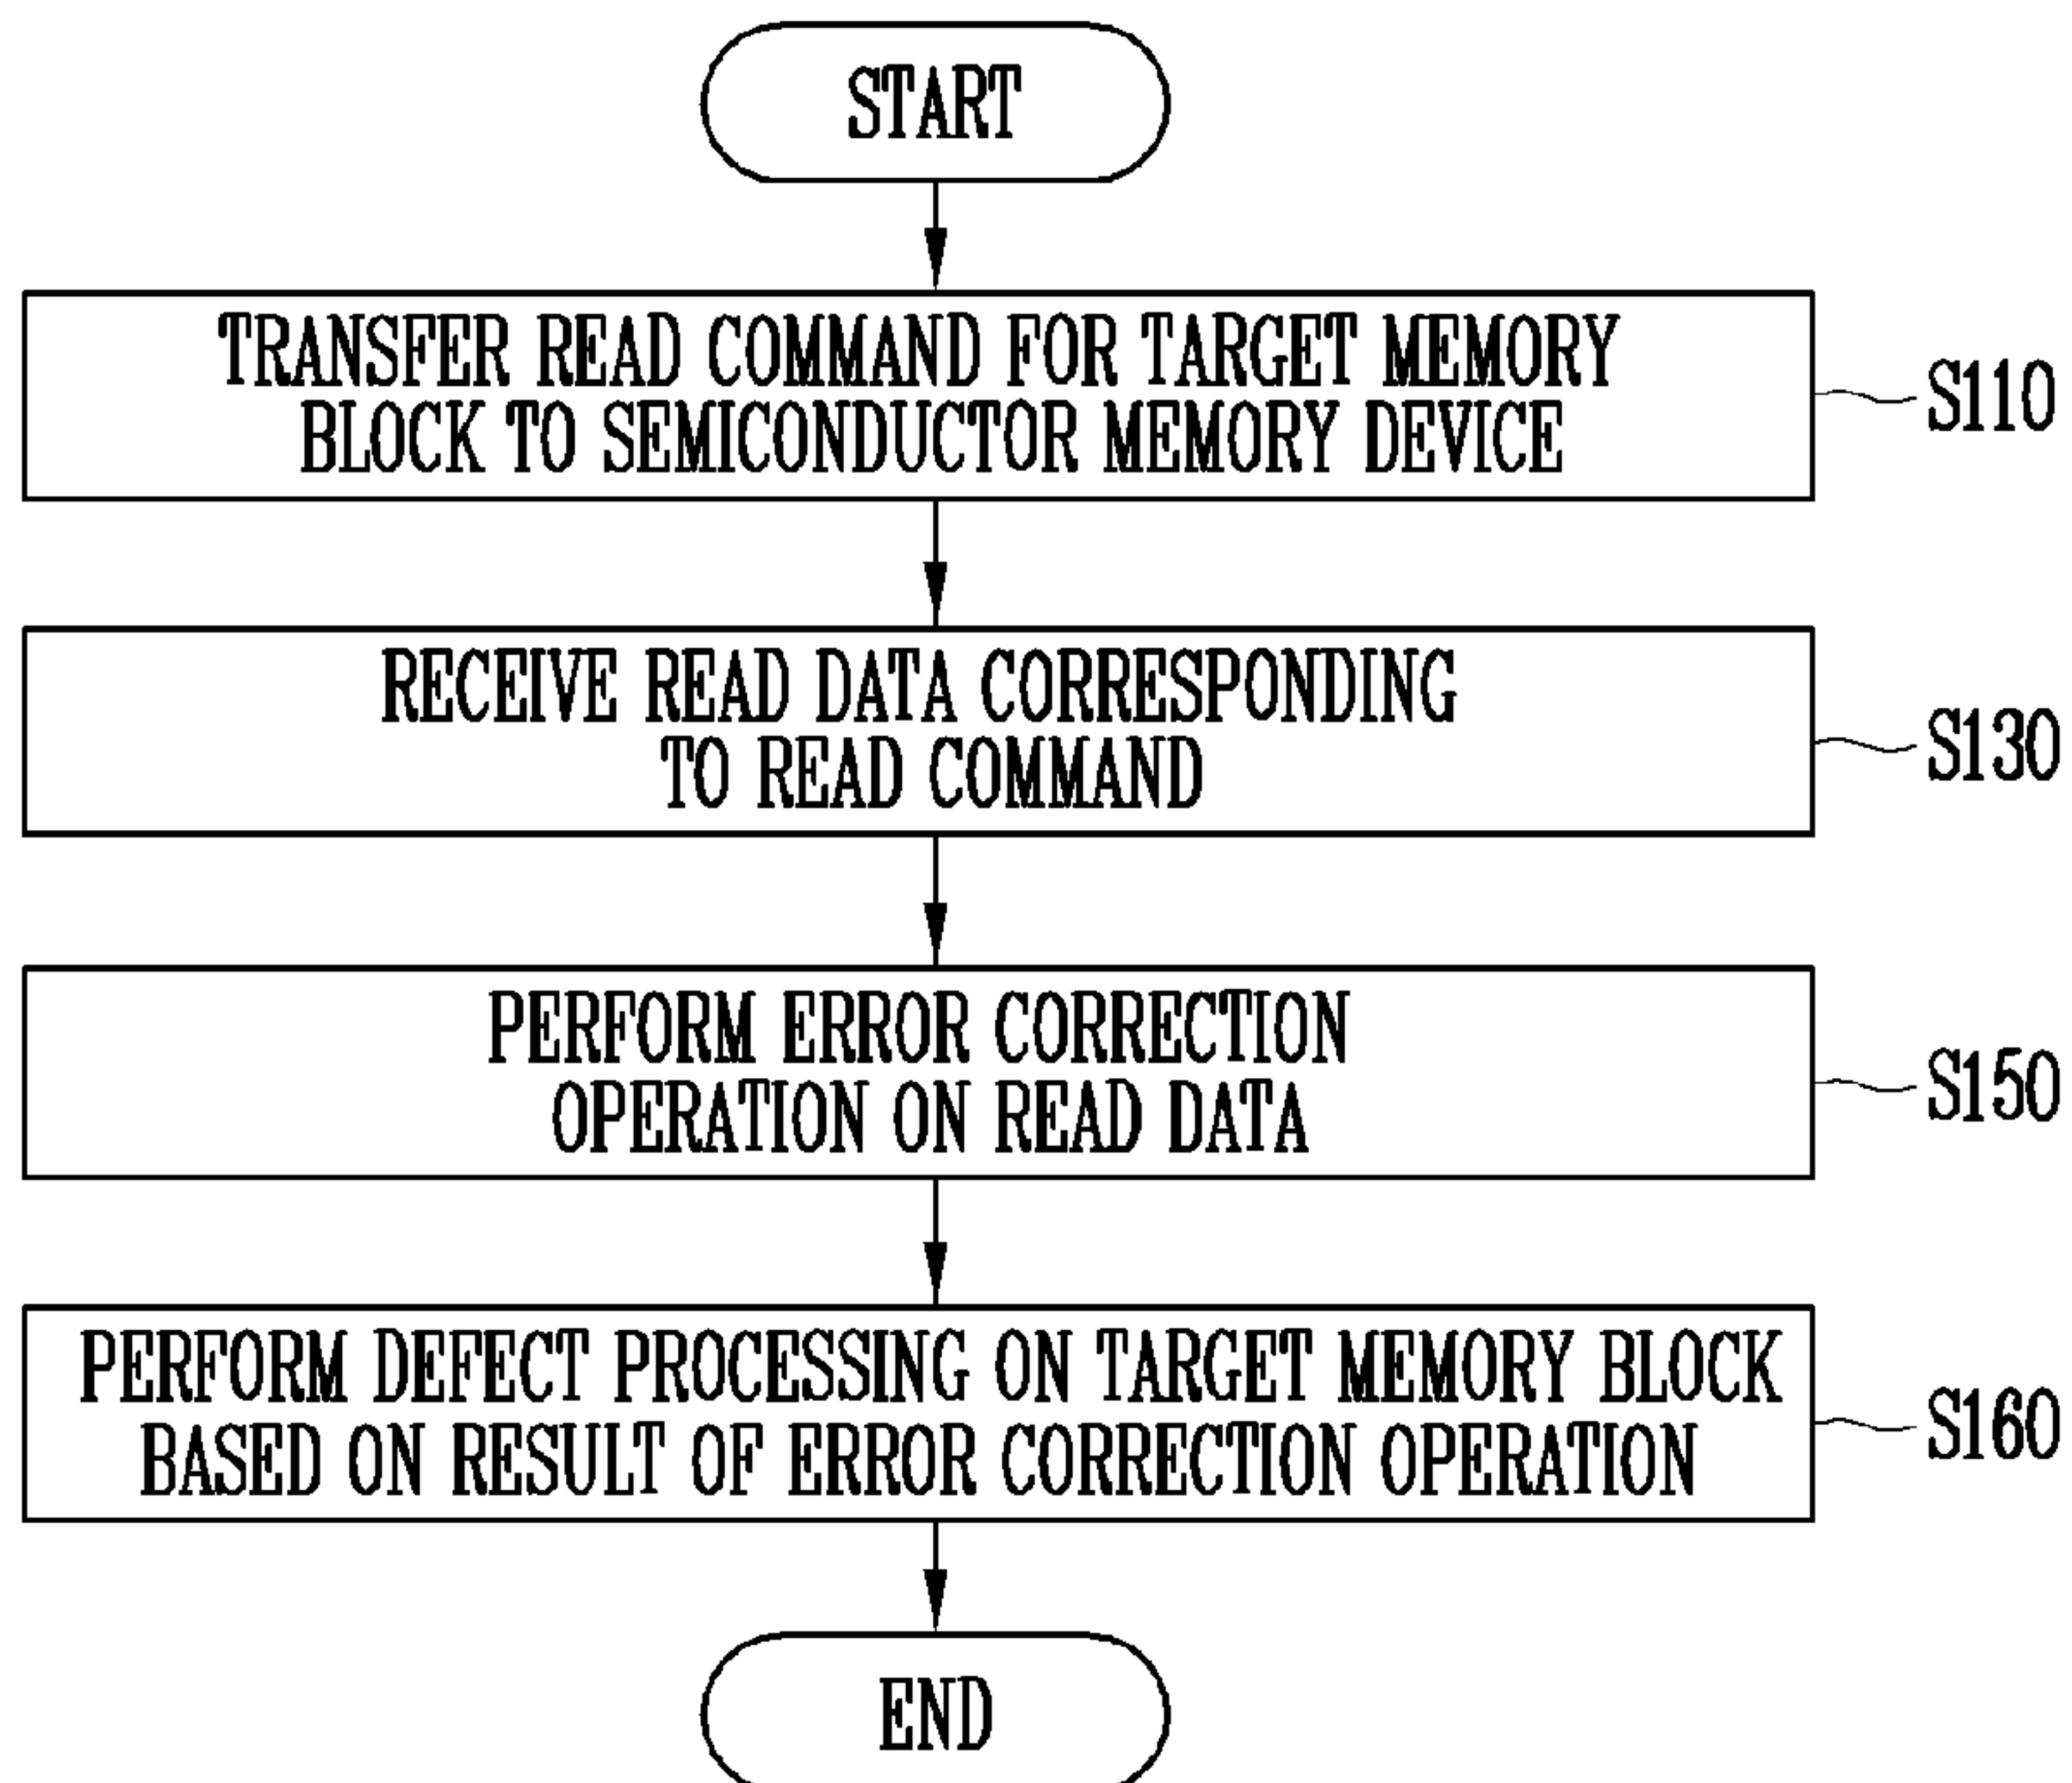 START
TRANSFER READ COMMAND FOR TARGET MEMORY
BLOCK TO SEMICONDUCTOR MEMORY DEVICE
S110
RECEIVE READ DATA CORRESPONDING
TO READ COMMAND
S130
PERFORM ERROR CORRECTION
OPERATION ON READ DATA
S150
PERFORM DEFECT PROCESSING ON TARGET MEMORY BLOCK
BASED ON RESULT OF ERROR CORRECTION OPERATION
S160
END